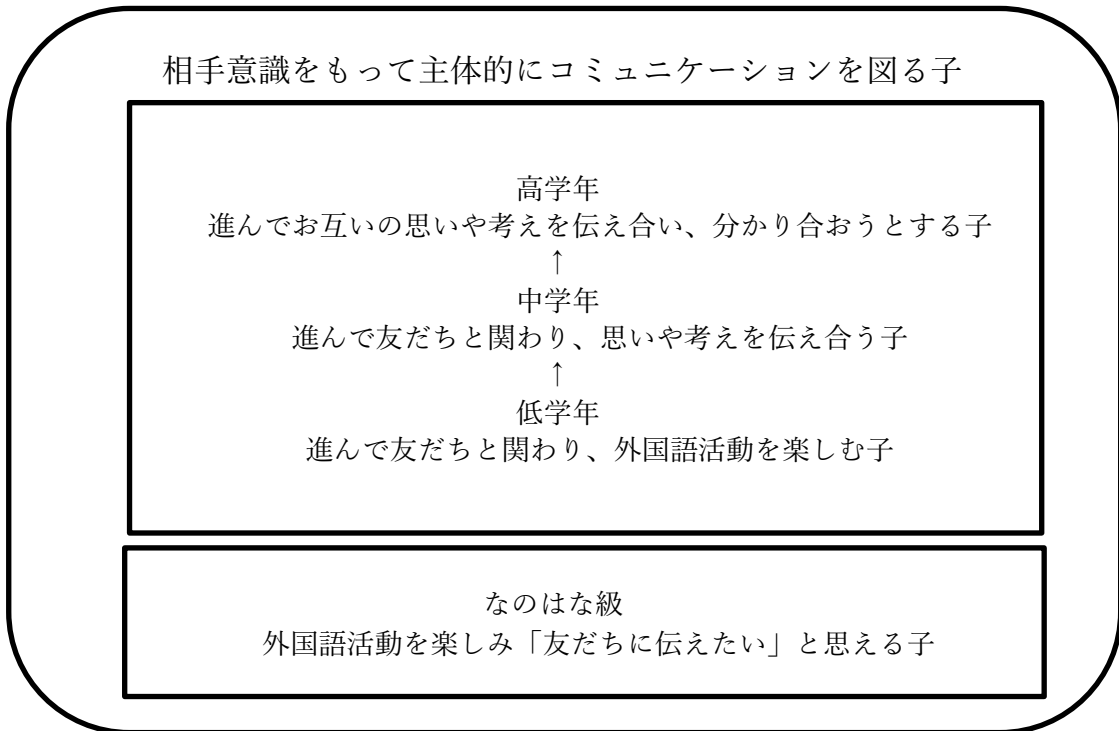 相手意識をもって主体的にコミュニケーションを図る子
高学年
進んでお互いの思いや考えを伝え合い、分かり合おうとする子
↑
中学年
進んで友だちと関わり、思いや考えを伝え合う子
↑
低学年
進んで友だちと関わり、外国語活動を楽しむ子
なのはな級
外国語活動を楽しみ「友だちに伝えたい」と思える子